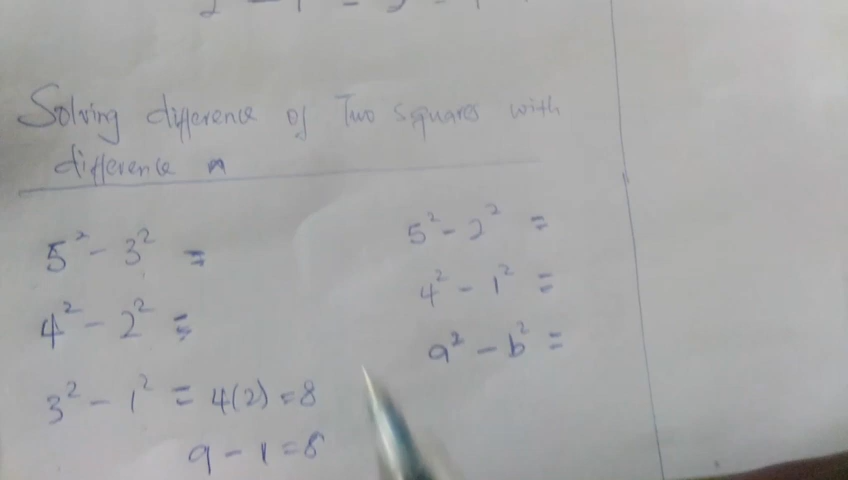 Solving difference of Two squares with
difference n
5² - 3² =
4² - 2² =
3² - 1² = 4(2) = 8
9 - 1 = 8
5² - 2² =
4² - 1² =
a² - b² =